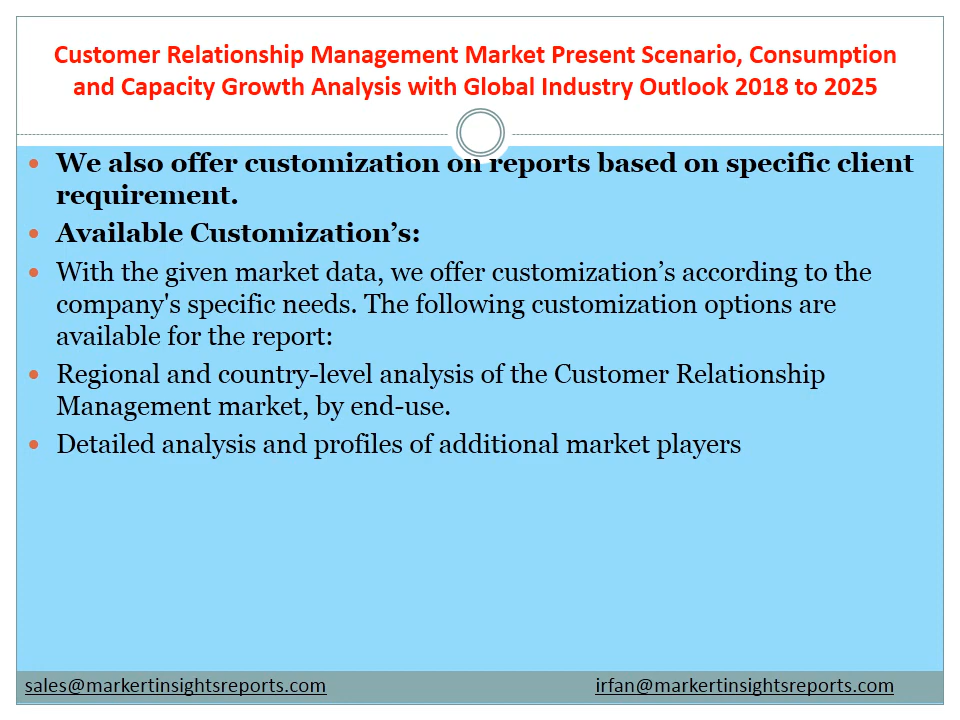 Customer Relationship Management Market Present Scenario, Consumption
and Capacity Growth Analysis with Global Industry Outlook 2018 to 2025
• We also offer customization on reports based on specific client
requirement.
• Available Customization’s:
• With the given market data, we offer customization’s according to the
company's specific needs. The following customization options are
available for the report:
• Regional and country-level analysis of the Customer Relationship
Management market, by end-use.
• Detailed analysis and profiles of additional market players
sales@markertinsightsreports.com irfan@markertinsightsreports.com